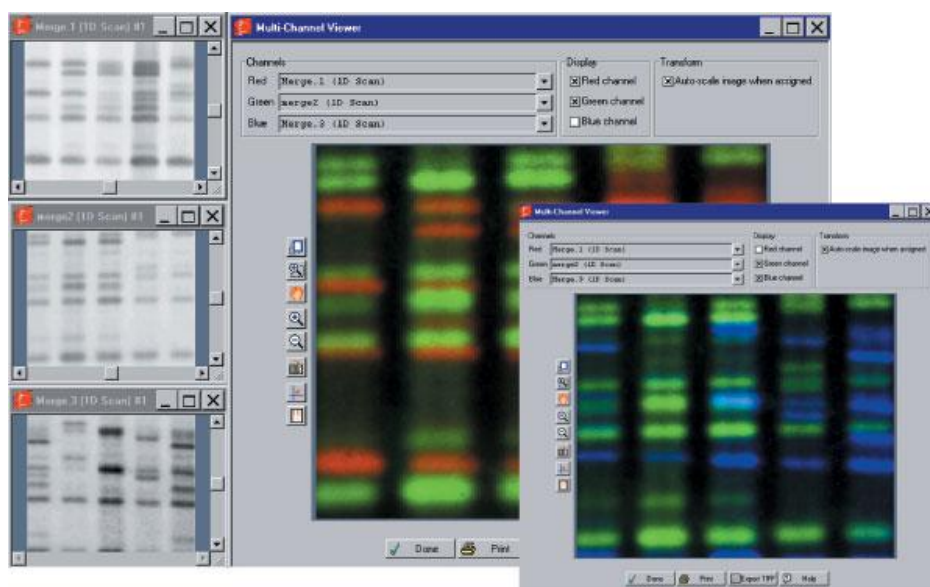 Merge.1 (1D Scan) #1
merge2 (1D Scan) #1
Merge.3 (1D Scan) #1
Multi-Channel Viewer
Channels
Red Merge.1 (1D Scan)
Green merge2 (1D Scan)
Blue Merge.3 (1D Scan)
Display
Red channel
Green channel
Blue channel
Transform
Auto-scale image when assigned
Done Print
Multi-Channel Viewer
Channels
Red Merge.1 (1D Scan)
Green merge2 (1D Scan)
Blue Merge.3 (1D Scan)
Display
Red channel
Green channel
Blue channel
Transform
Auto-scale image when assigned
Done Print Export TIFF Help